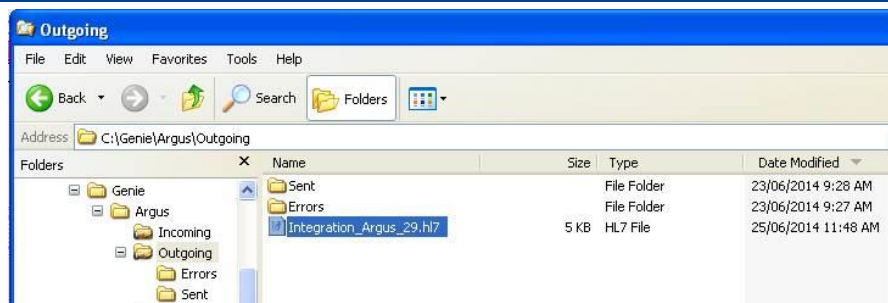 Outgoing
File Edit View Favorites Tools Help
Back Search Folders
Address C:\Genie\Argus\Outgoing
Folders x Name Size Type Date Modified
Genie Sent File Folder 23/06/2014 9:28 AM
Argus Errors File Folder 23/06/2014 9:27 AM
Incoming Integration_Argus_29.hl7 5 KB HL7 File 25/06/2014 11:48 AM
Outgoing
Errors
Sent